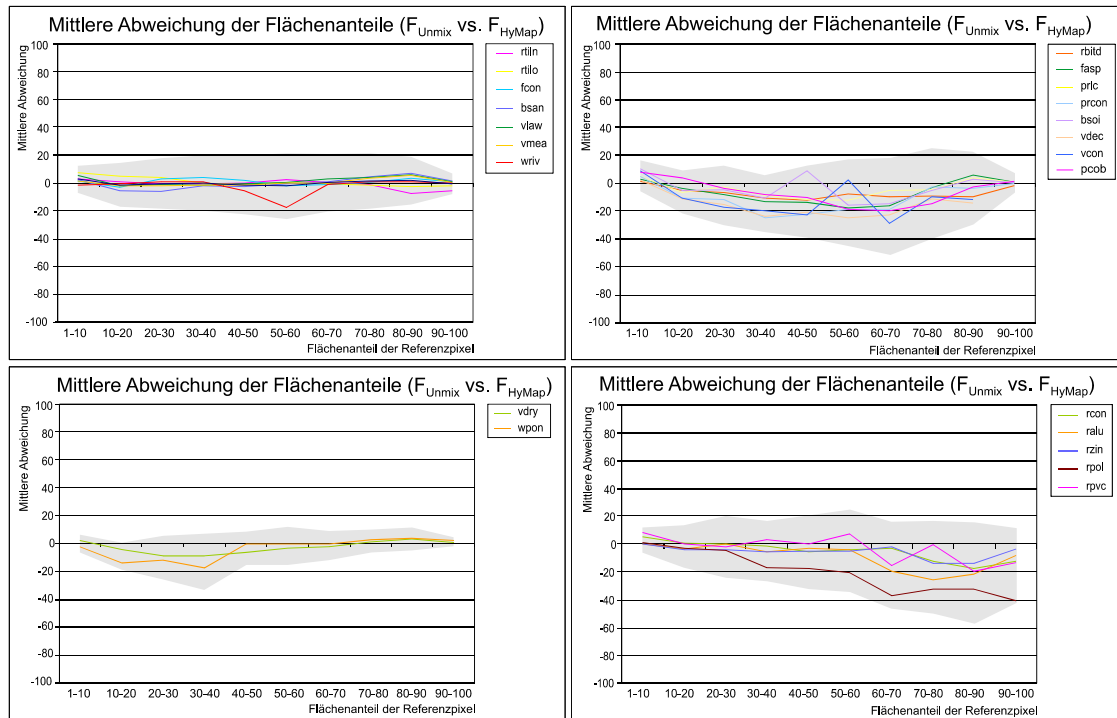 Mittlere Abweichung der Flächenanteile (F_Unmix vs. F_HyMap)
Mittlere Abweichung
100
80
60
40
20
0
-20
-40
-60
-80
-100
1–10 10–20 20–30 30–40 40–50 50–60 60–70 70–80 80–90 90–100
Flächenanteil der Referenzpixel
rtiln
rtilo
fcon
bsan
vlaw
vmea
wriv
Mittlere Abweichung der Flächenanteile (F_Unmix vs. F_HyMap)
Mittlere Abweichung
100
80
60
40
20
0
-20
-40
-60
-80
-100
1–10 10–20 20–30 30–40 40–50 50–60 60–70 70–80 80–90 90–100
Flächenanteil der Referenzpixel
rbitd
fasp
prlc
prcon
bsoi
vdec
vcon
pcob
Mittlere Abweichung der Flächenanteile (F_Unmix vs. F_HyMap)
Mittlere Abweichung
100
80
60
40
20
0
-20
-40
-60
-80
-100
1–10 10–20 20–30 30–40 40–50 50–60 60–70 70–80 80–90 90–100
Flächenanteil der Referenzpixel
vdry
wpon
Mittlere Abweichung der Flächenanteile (F_Unmix vs. F_HyMap)
Mittlere Abweichung
100
80
60
40
20
0
-20
-40
-60
-80
-100
1–10 10–20 20–30 30–40 40–50 50–60 60–70 70–80 80–90 90–100
Flächenanteil der Referenzpixel
rcon
ralu
rzin
rpol
rpvc